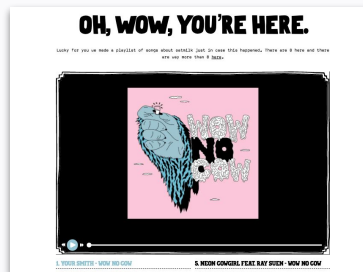 OH, WOW, YOU'RE HERE.
Lucky for you we made a playlist of songs about oatmilk just in case this happened. There are 8 here and there
are way more than 8 here.
WOW
NO
COW
1. YOUR SMITH - WOW NO COW
5. NEON COWGIRL FEAT. RAY SUEN - WOW NO COW